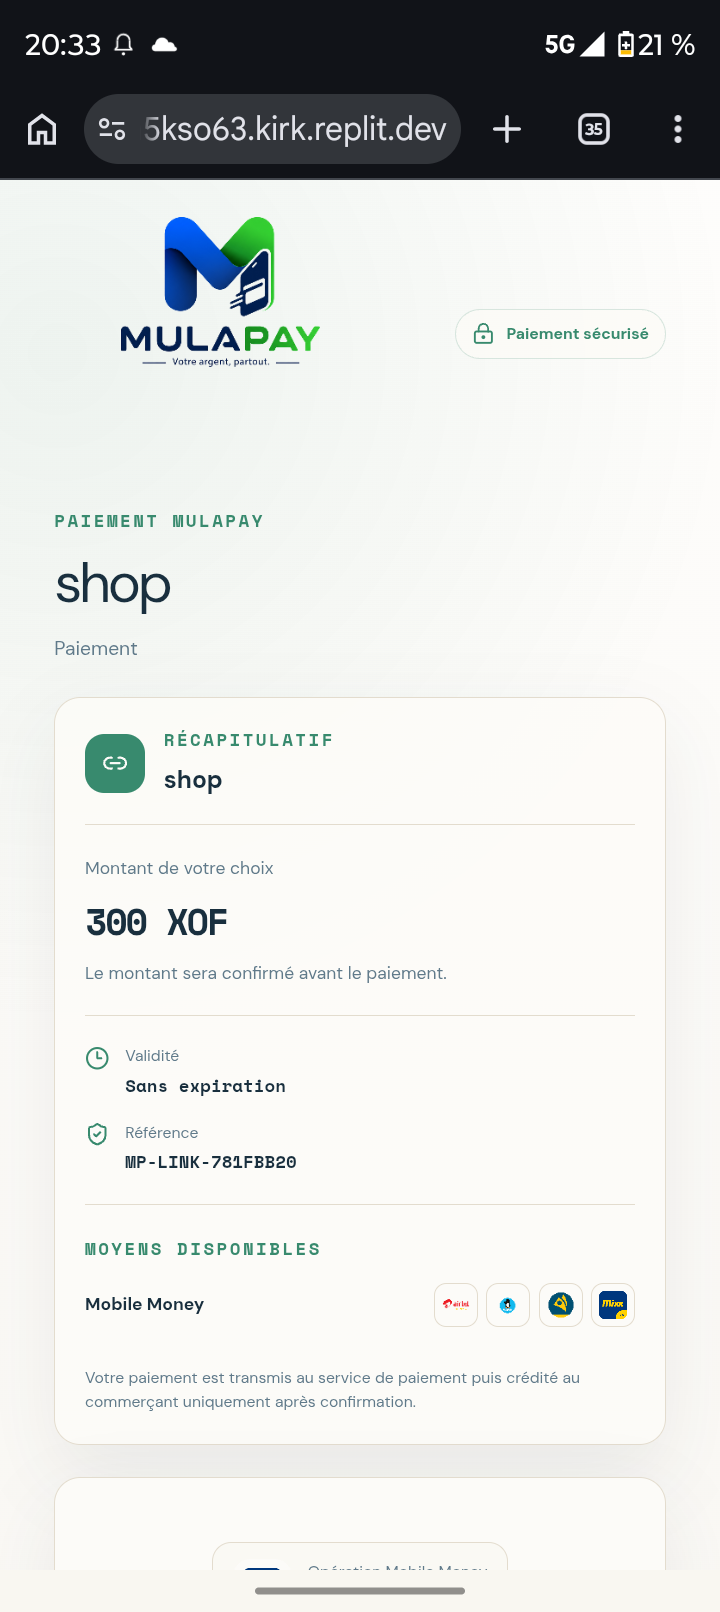 20:33
5G 21 %
5kso63.kirk.replit.dev
35
MULAPAY
Votre argent, partout.
Paiement sécurisé
PAIEMENT MULAPAY
shop
Paiement
RÉCAPITULATIF
shop
Montant de votre choix
300 XOF
Le montant sera confirmé avant le paiement.
Validité
Sans expiration
Référence
MP-LINK-781FBB20
MOYENS DISPONIBLES
Mobile Money
airtel
Mixx
Votre paiement est transmis au service de paiement puis crédité au
commerçant uniquement après confirmation.
Opération Mobile Money